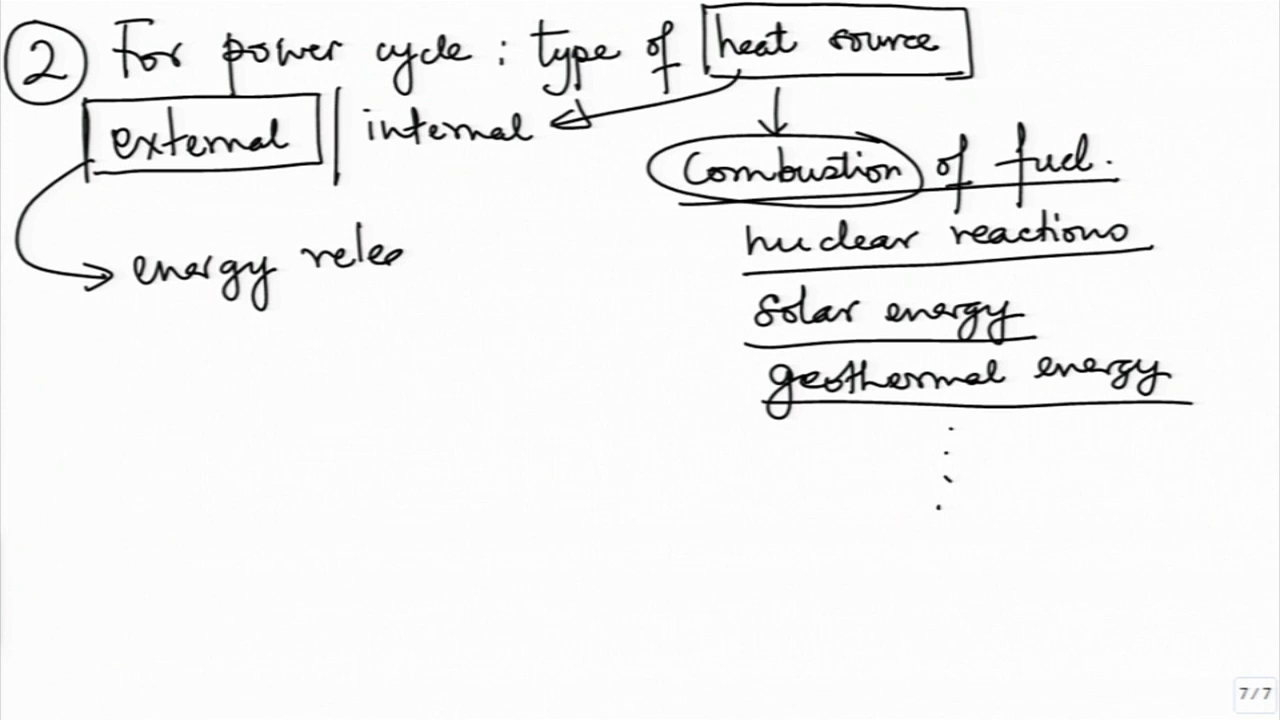 2 For power cycle : type of heat source
external | internal
Combustion of fuel.
nuclear reactions
energy relea
solar energy
geothermal energy
7/7